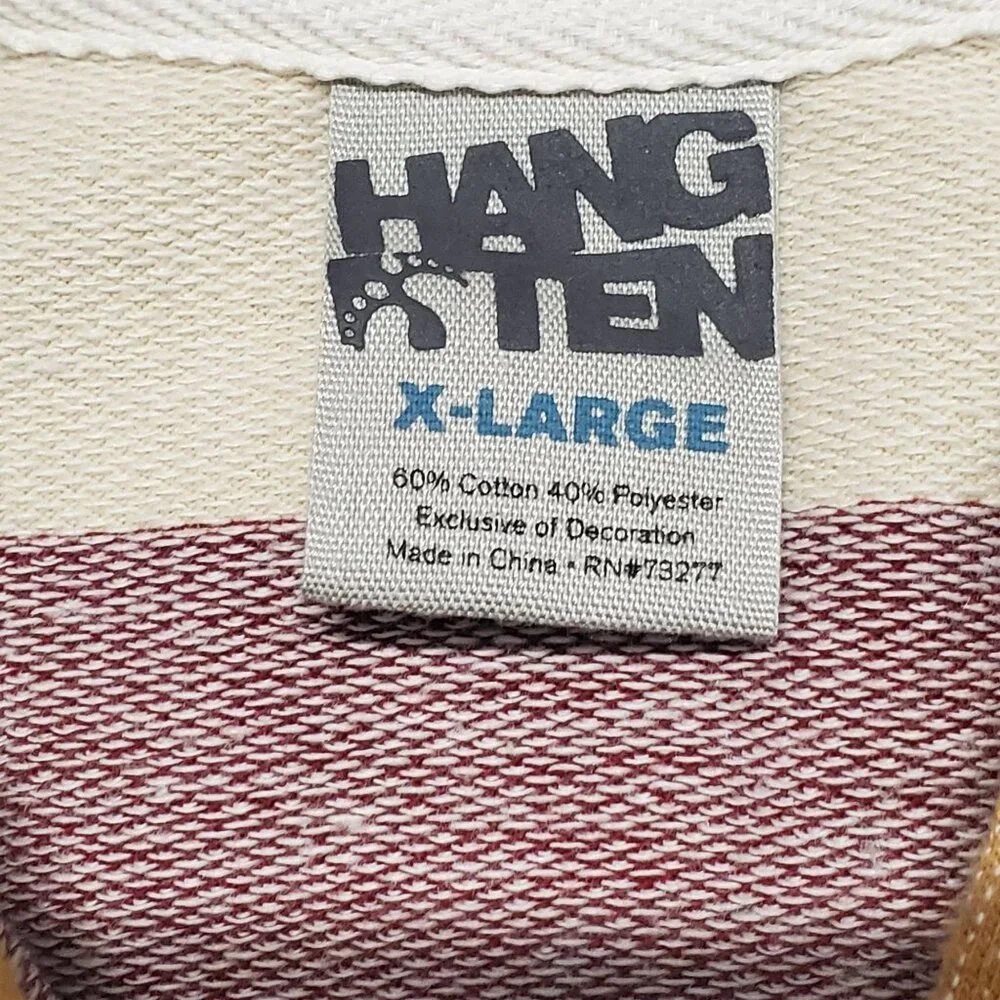 HANG
TEN
X-LARGE
60% Cotton 40% Polyester
Exclusive of Decoration
Made in China • RN#73277